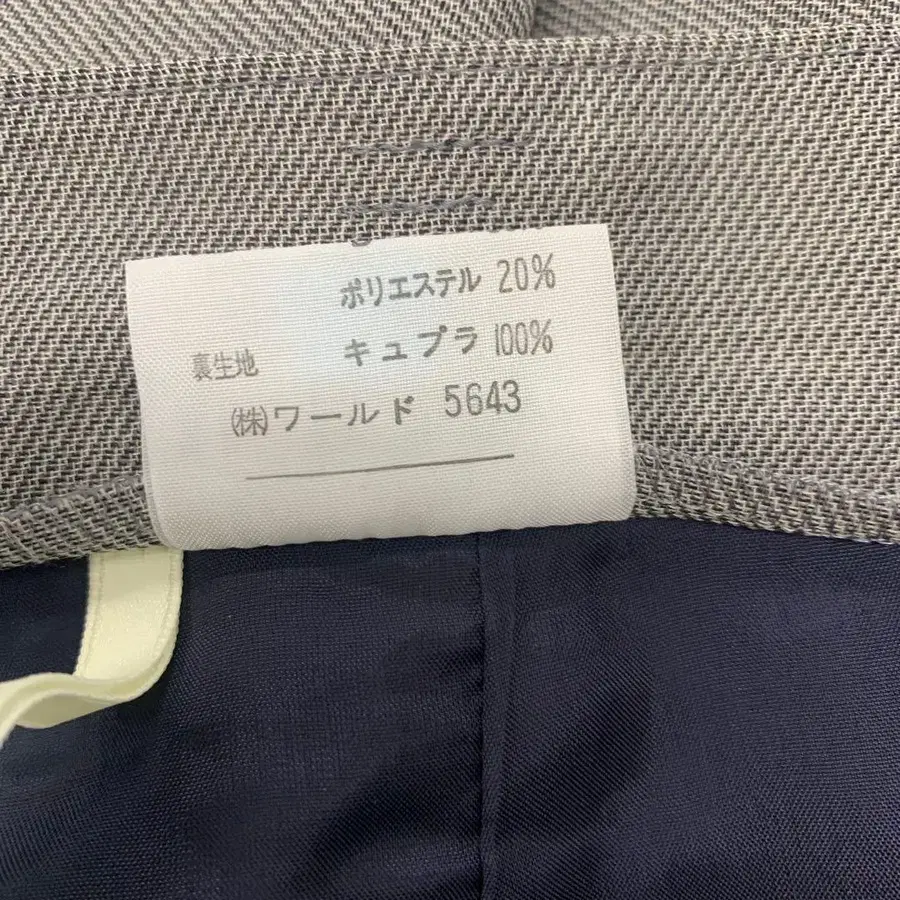 ポリエステル 20%
裏生地 キュプラ 100%
(株)ワールド 5643